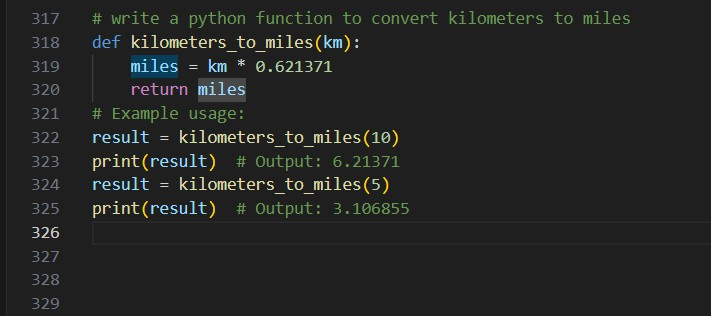 317 # write a python function to convert kilometers to miles
318 def kilometers_to_miles(km):
319     miles = km * 0.621371
320     return miles
321 # Example usage:
322 result = kilometers_to_miles(10)
323 print(result)  # Output: 6.21371
324 result = kilometers_to_miles(5)
325 print(result)  # Output: 3.106855
326
327
328
329